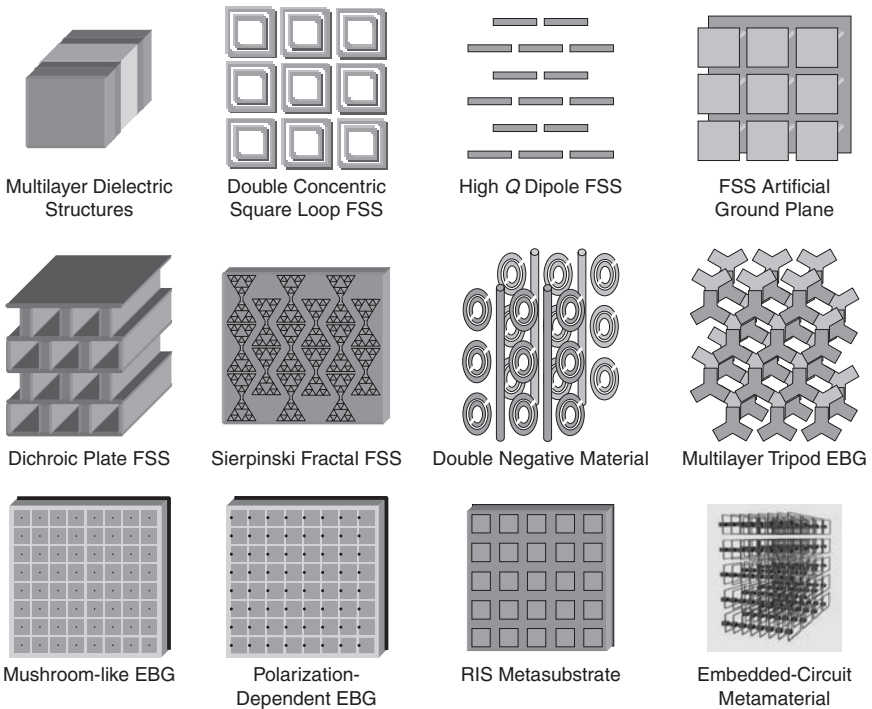 Multilayer Dielectric
Structures
Double Concentric
Square Loop FSS
High Q Dipole FSS
FSS Artificial
Ground Plane
Dichroic Plate FSS
Sierpinski Fractal FSS
Double Negative Material
Multilayer Tripod EBG
Mushroom-like EBG
Polarization-
Dependent EBG
RIS Metasubstrate
Embedded-Circuit
Metamaterial